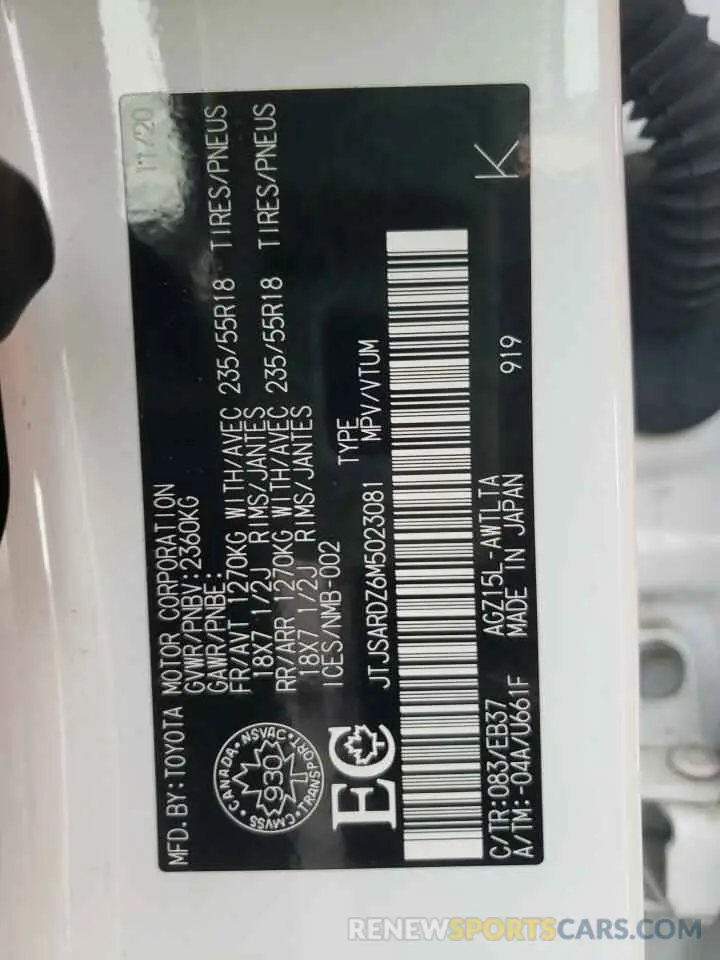 MFD.BY:TOYOTA MOTOR CORPORATION 11/20
GVWR/PNBV:2360KG
GAWR/PNBE:
FR/AVT 1270KG WITH/AVEC 235/55R18 TIRES/PNEUS
18X7 1/2J RIMS/JANTES
RR/ARR 1270KG WITH/AVEC 235/55R18 TIRES/PNEUS
18X7 1/2J RIMS/JANTES
ICES/NMB-002
CANADA NSVAC
930
CMVSS TRANSPORT
EC
JTJSARDZ6M5023081 TYPE MPV/VTUM
C/TR:083/EB37 AGZ15L-AWTLTA 919
A/TM:-04A/U661F MADE IN JAPAN
K
RENEWSPORTSCARS.COM